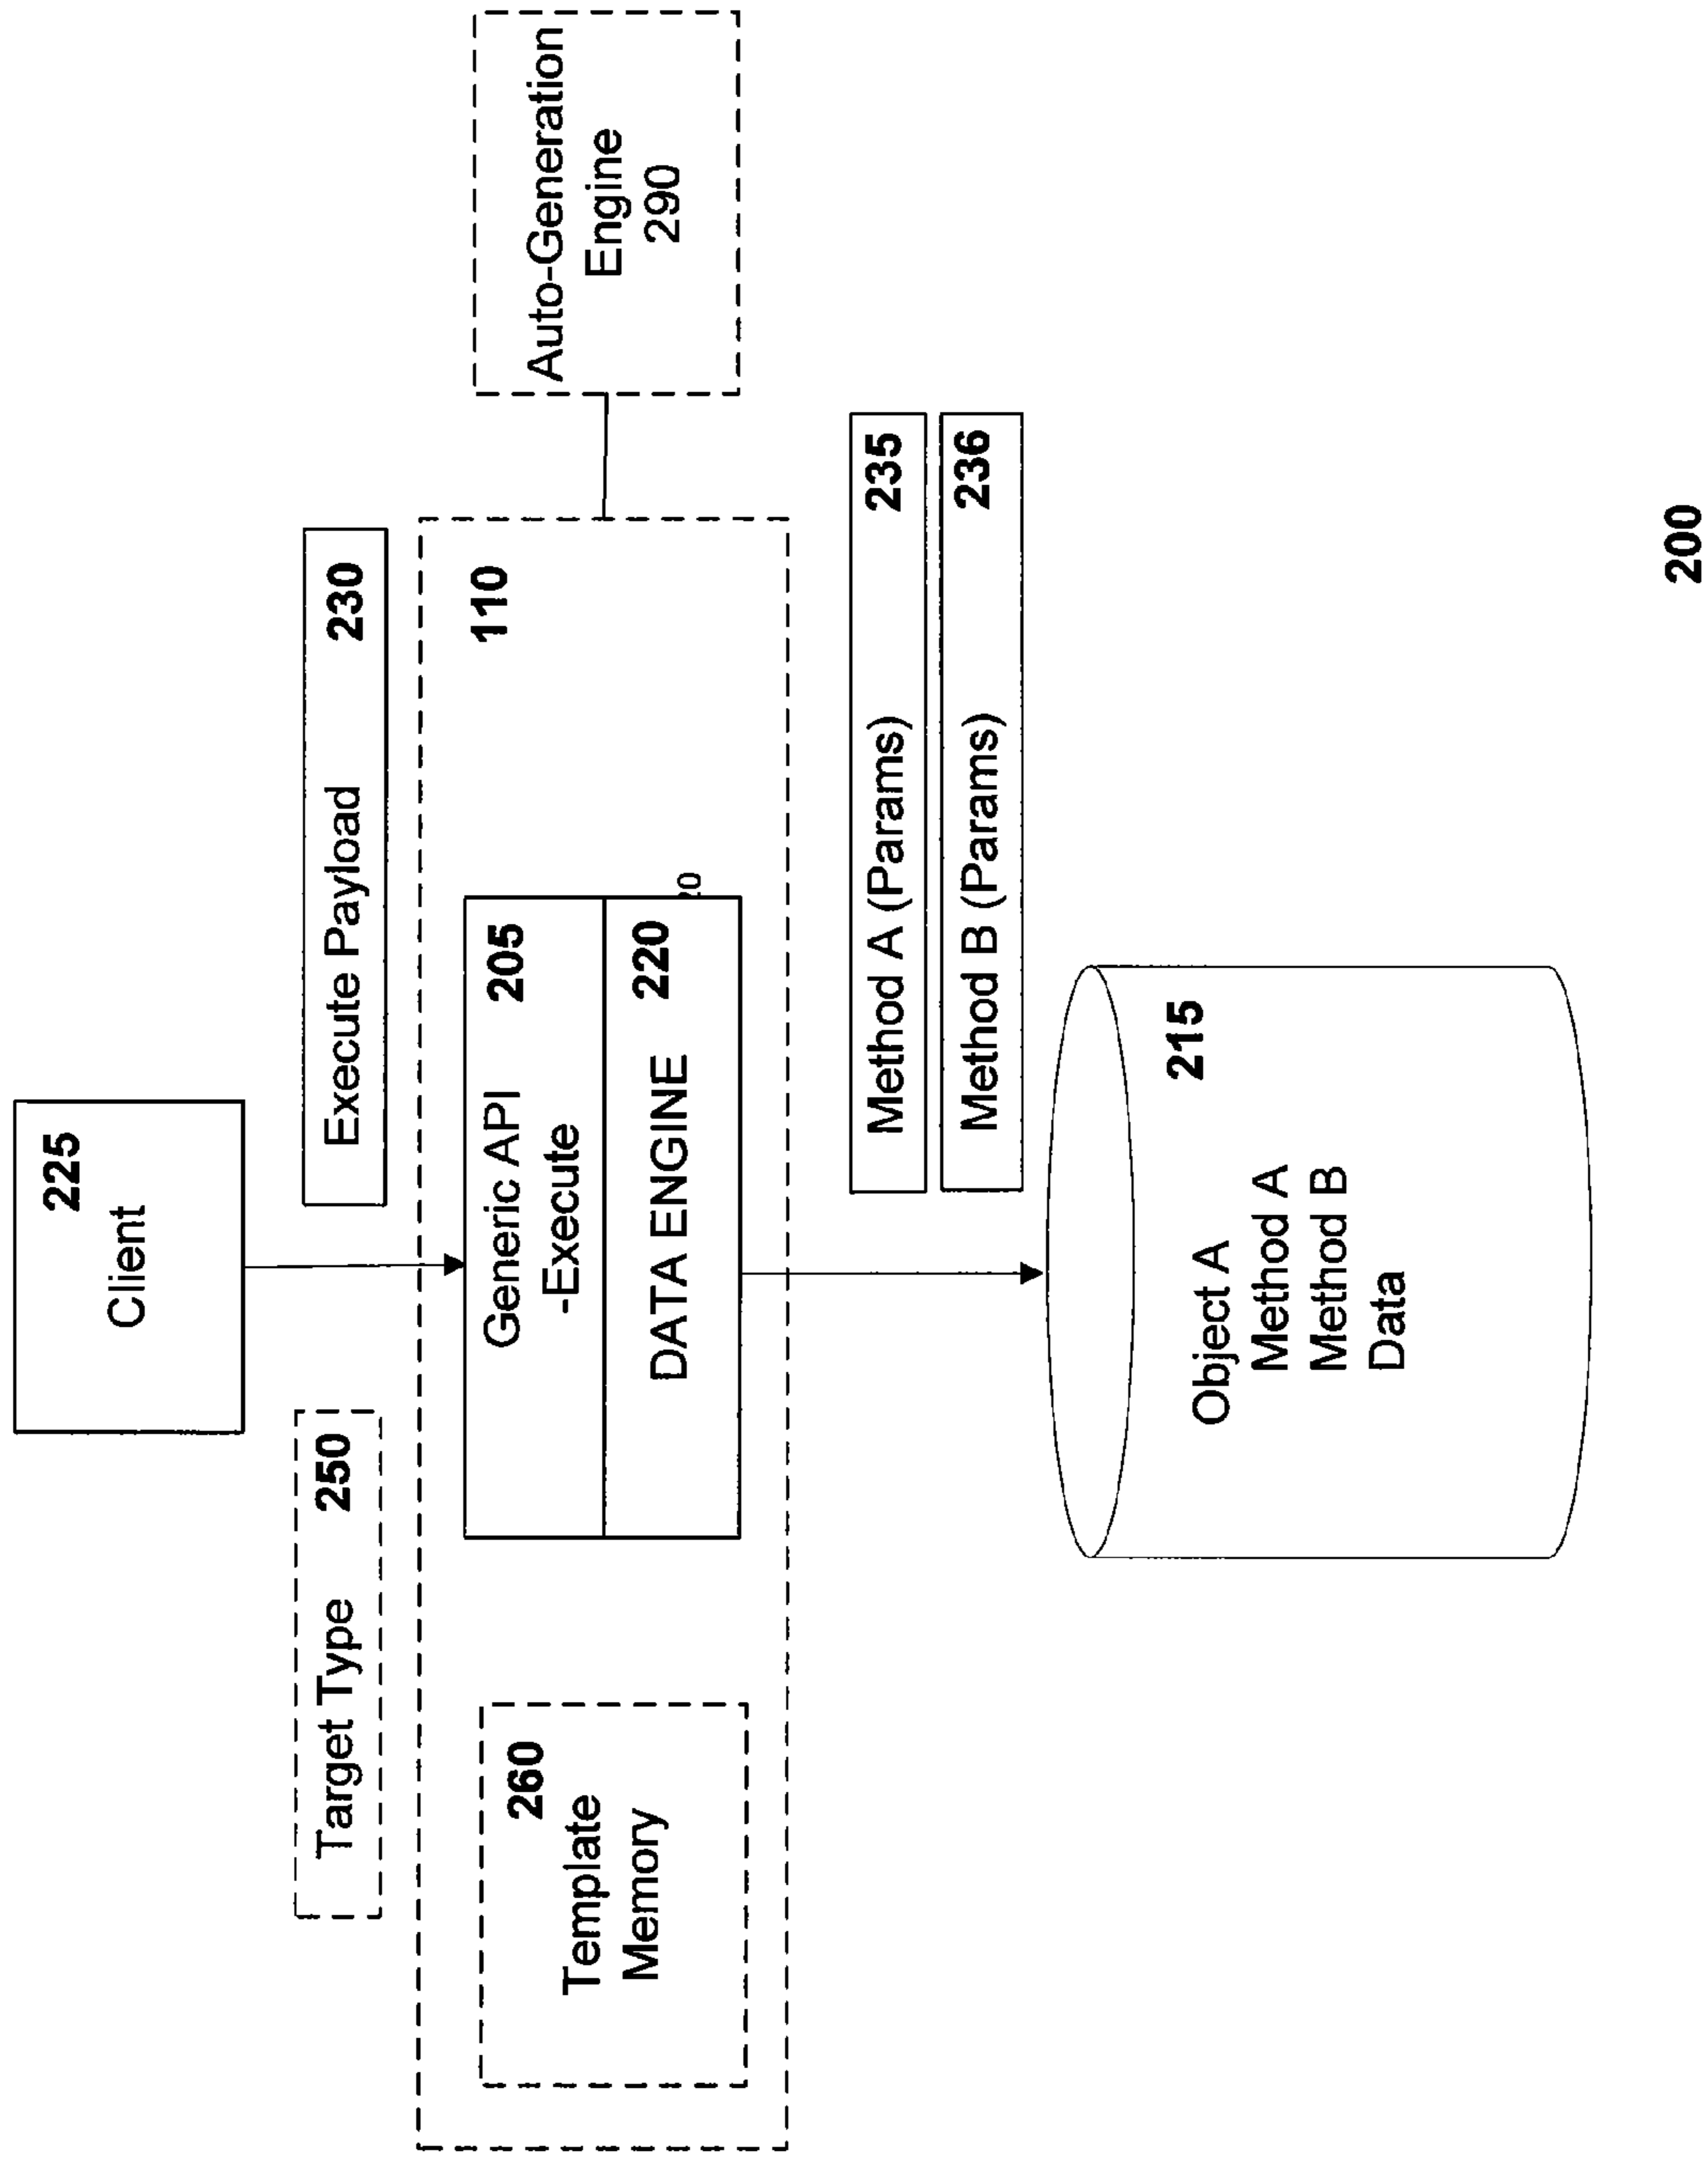 225
Client
Target Type 250
Execute Payload 230
260
Template
Memory
Generic API 205
-Execute
DATA ENGINE 220
110
Auto-Generation
Engine
290
Method A (Params) 235
Method B (Params) 236
215
Object A
Method A
Method B
Data
200